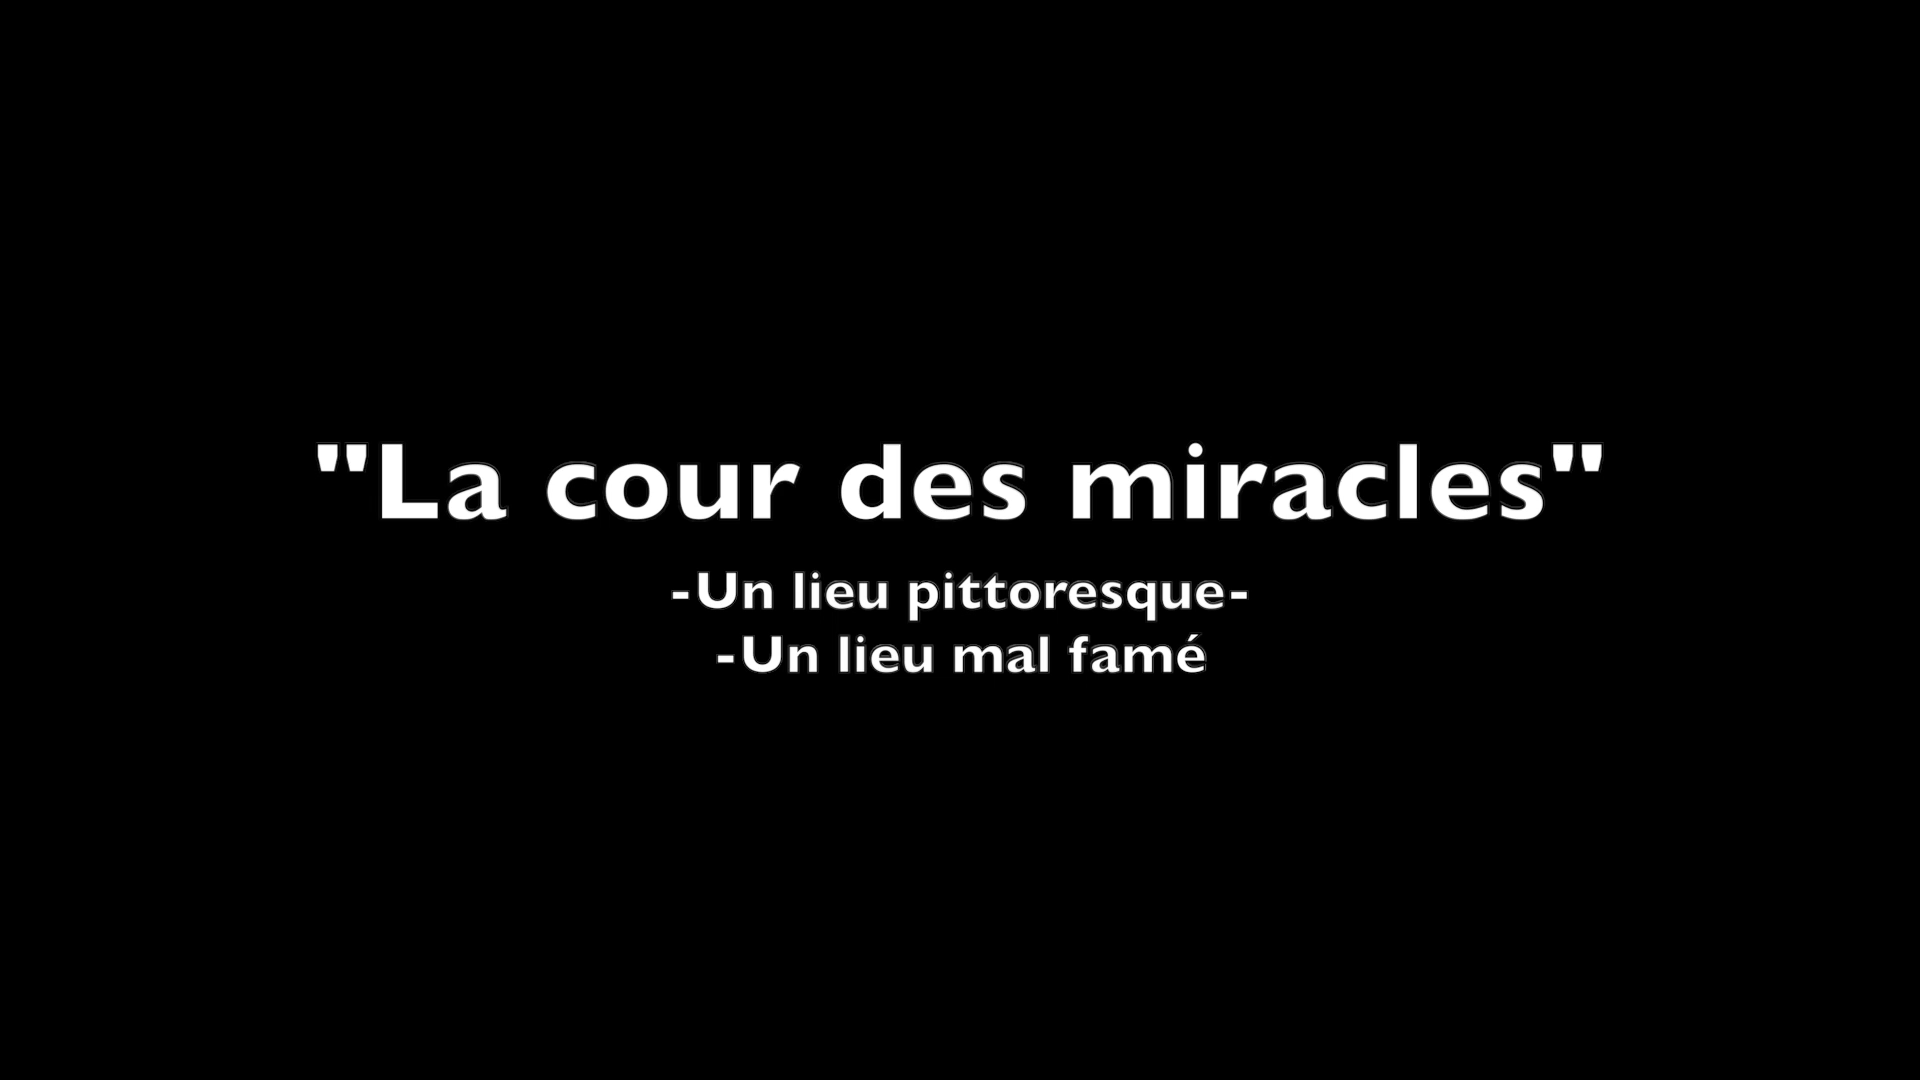 "La cour des miracles"
-Un lieu pittoresque-
-Un lieu mal famé